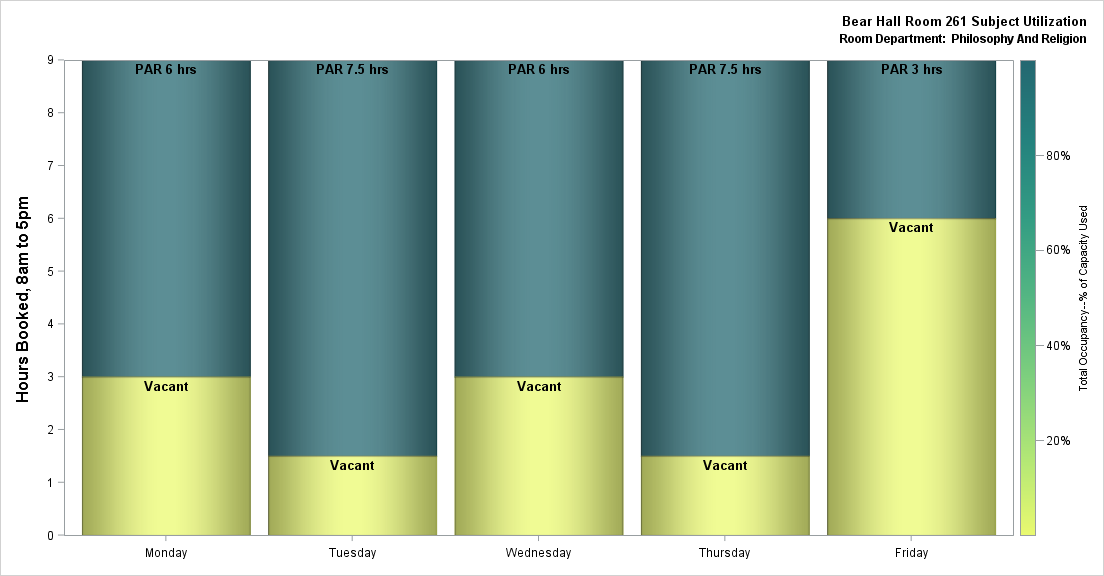 Bear Hall Room 261 Subject Utilization
Room Department: Philosophy And Religion
Hours Booked, 8am to 5pm
9
8
7
6
5
4
3
2
1
0
PAR 6 hrs
PAR 7.5 hrs
PAR 6 hrs
PAR 7.5 hrs
PAR 3 hrs
Vacant
Vacant
Vacant
Vacant
Vacant
Monday
Tuesday
Wednesday
Thursday
Friday
80%
60%
40%
20%
Total Occupancy--% of Capacity Used